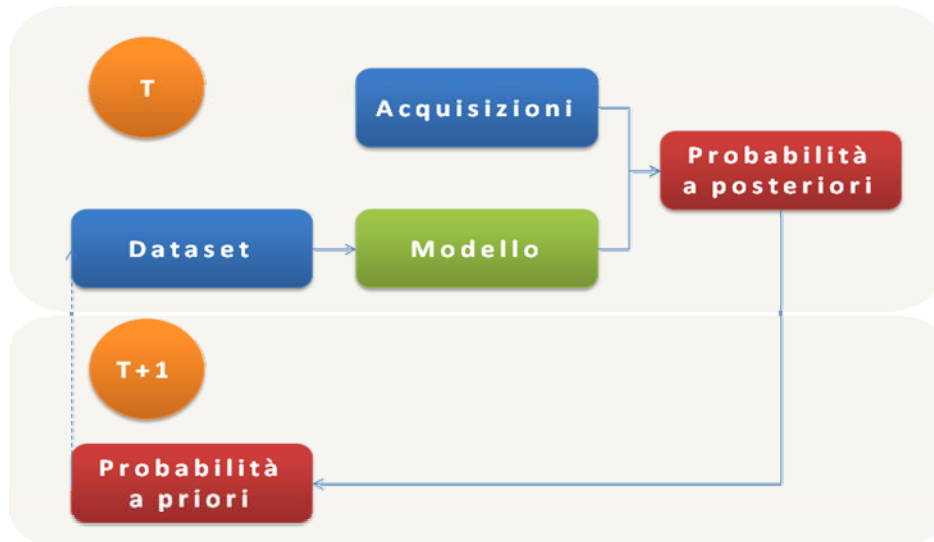 T
Acquisizioni
Probabilità
a posteriori
Dataset
Modello
T+1
Probabilità
a priori